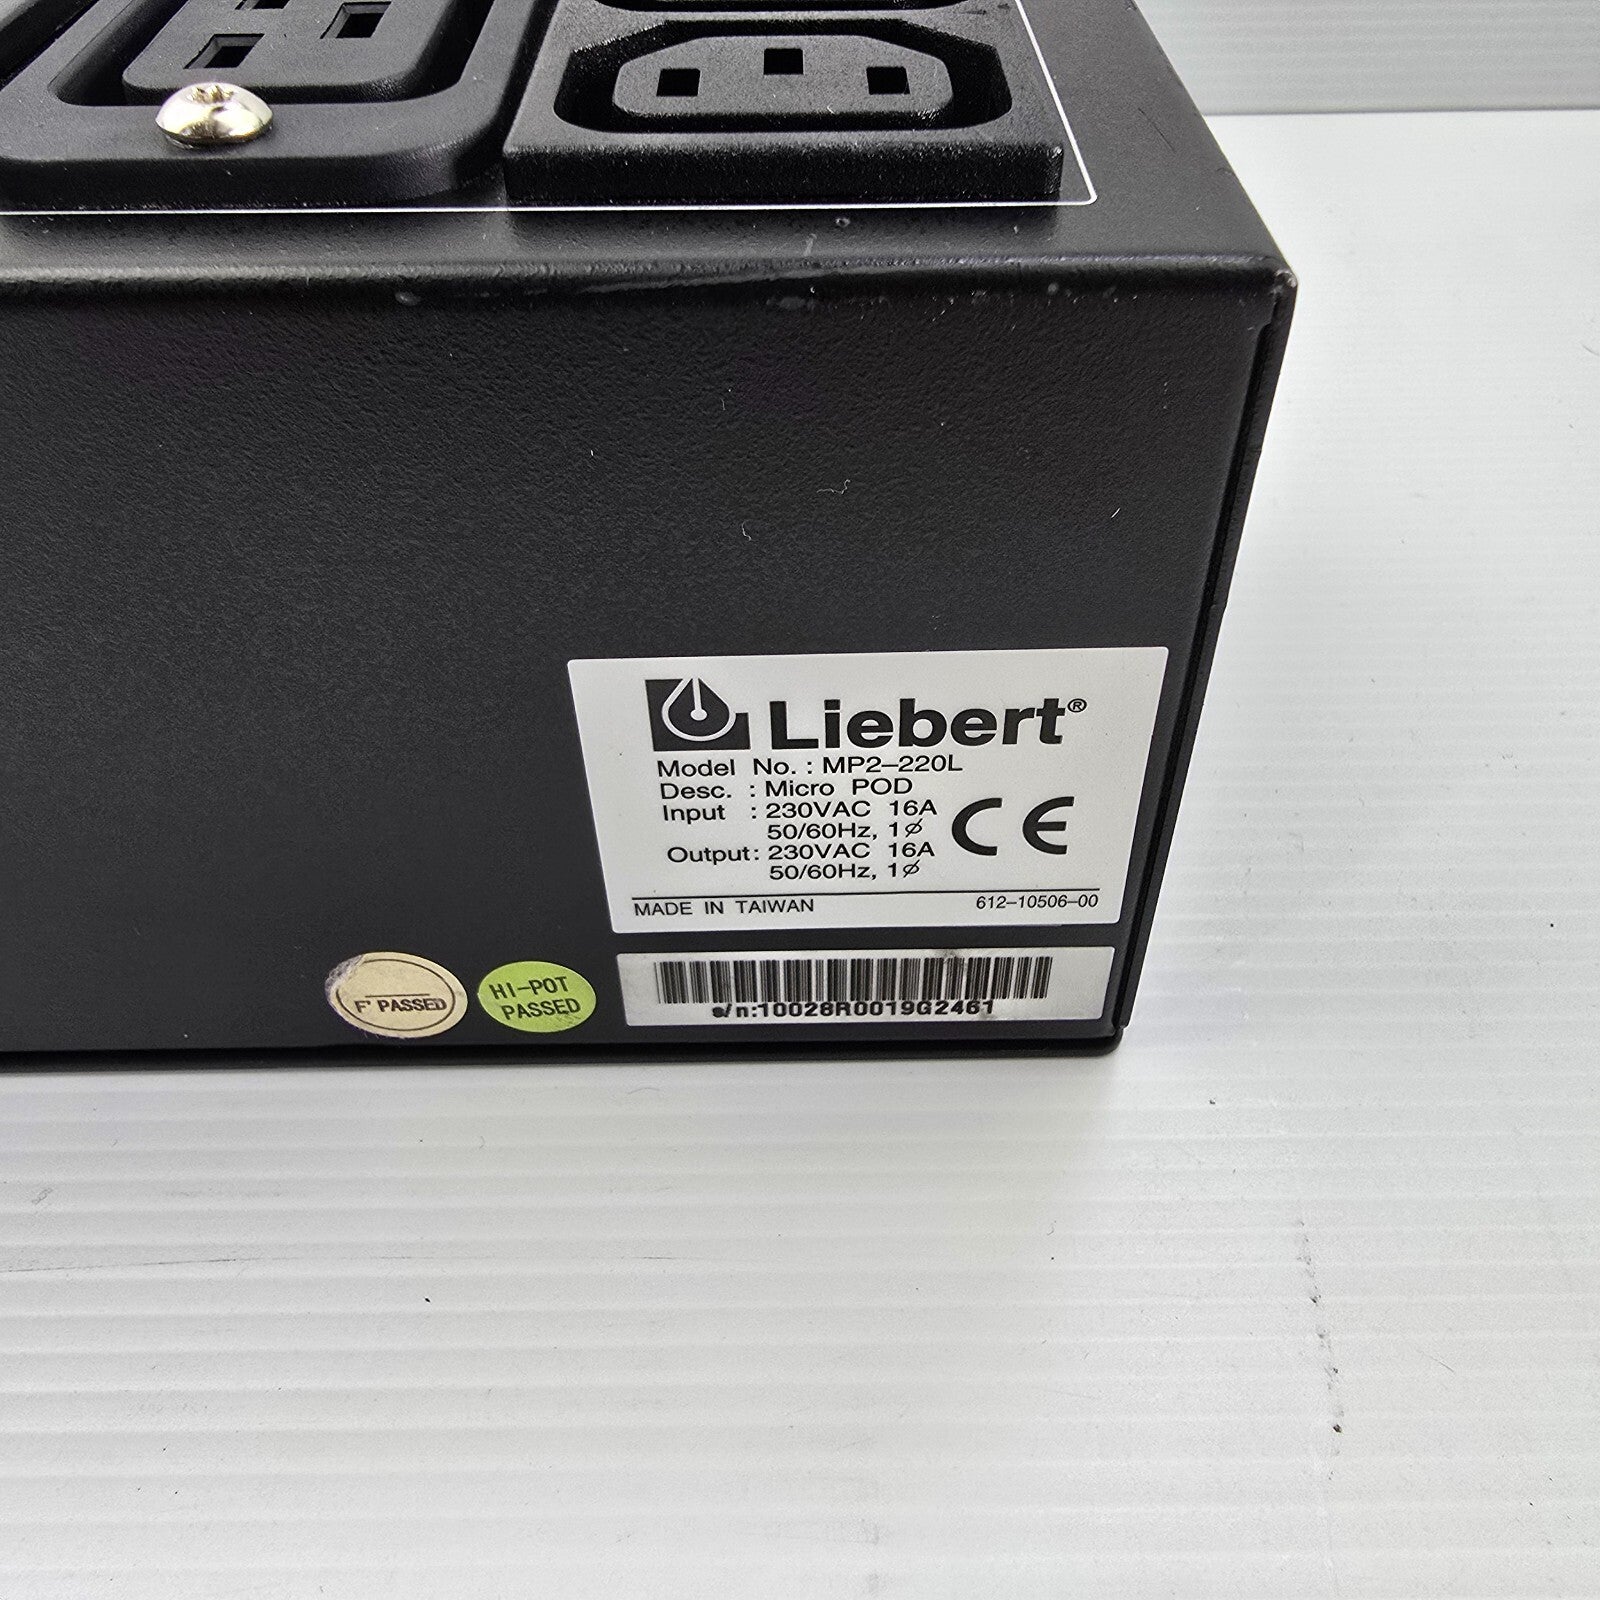 Liebert®
Model No. : MP2-220L
Desc. : Micro POD
Input : 230VAC 16A
50/60Hz, 1ø
Output: 230VAC 16A
50/60Hz, 1ø
CE
MADE IN TAIWAN 612-10506-00
s/n:10028R0019G2461
HI-POT
PASSED
PASSED